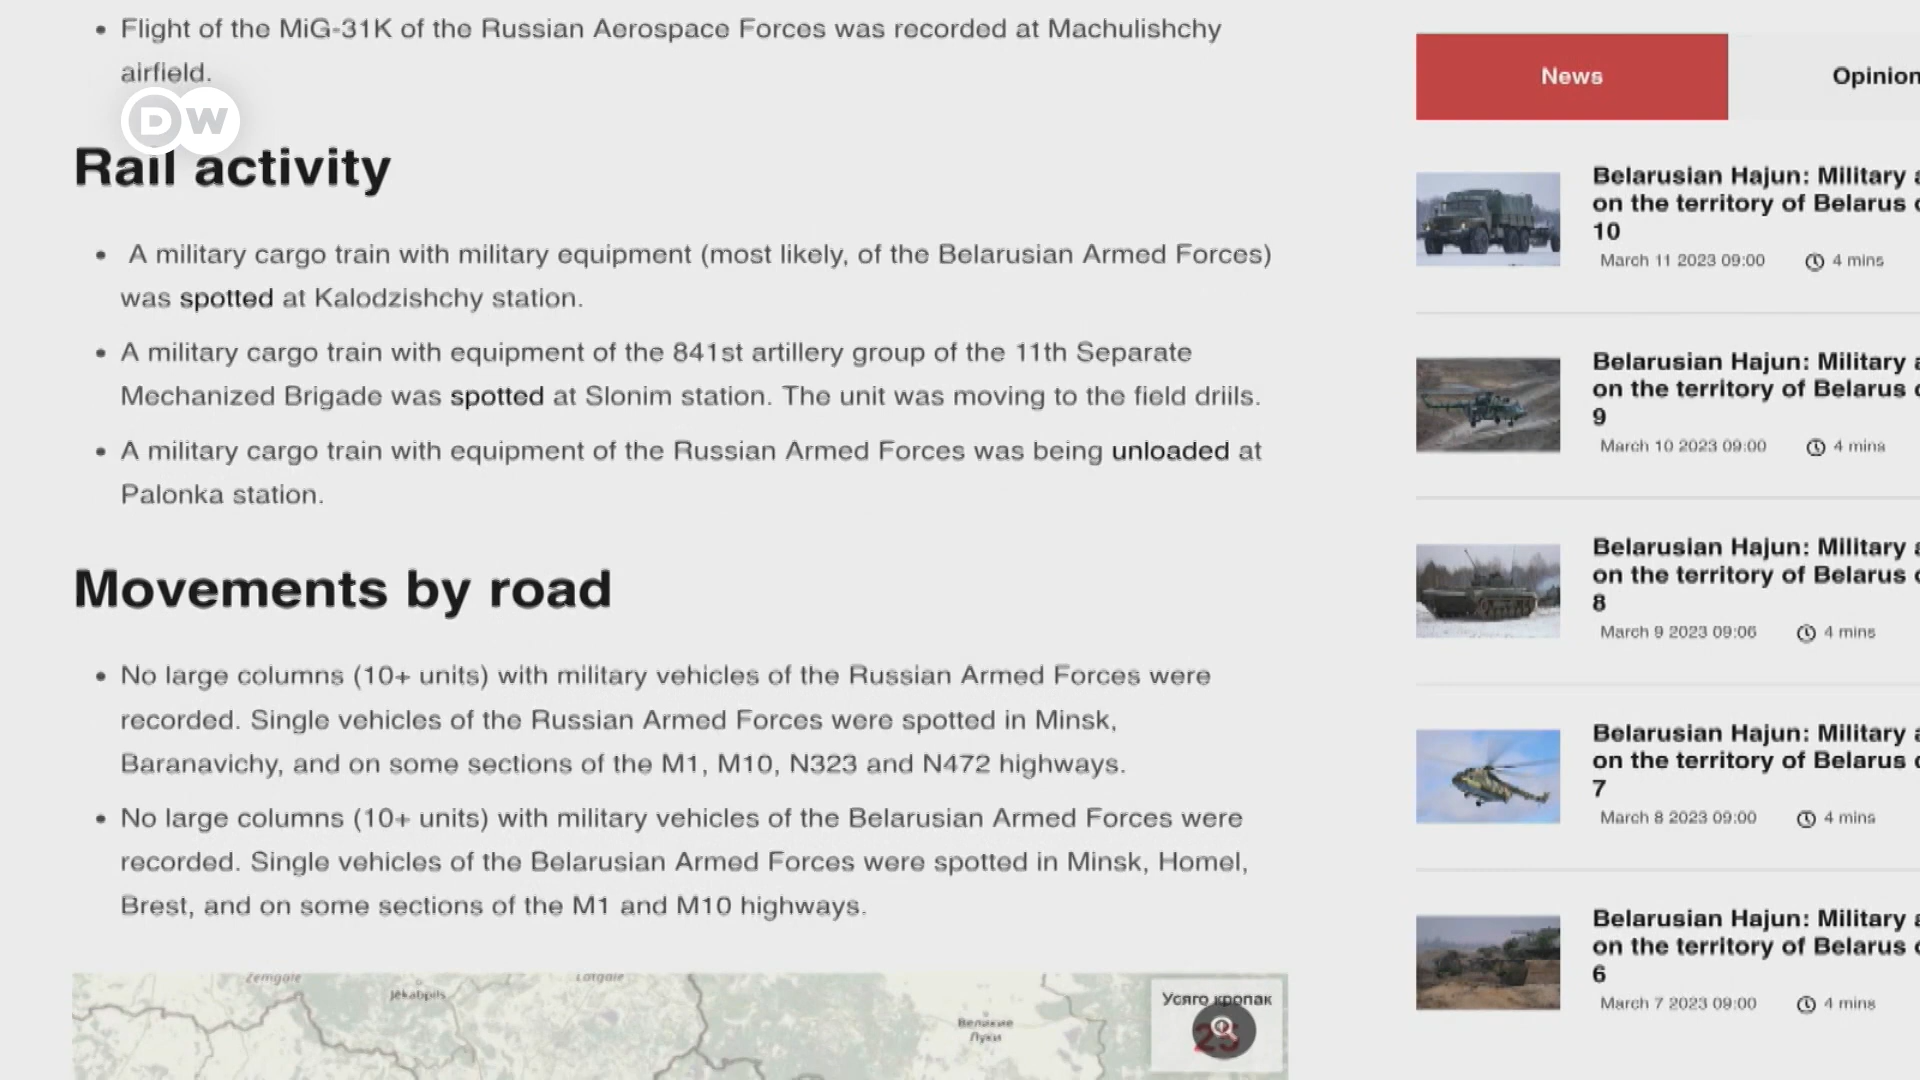 Flight of the MiG-31K of the Russian Aerospace Forces was recorded at Machulishchy
airfield.
DW
Rail activity
A military cargo train with military equipment (most likely, of the Belarusian Armed Forces)
was spotted at Kalodzishchy station.
A military cargo train with equipment of the 841st artillery group of the 11th Separate
Mechanized Brigade was spotted at Slonim station. The unit was moving to the field driils.
A military cargo train with equipment of the Russian Armed Forces was being unloaded at
Palonka station.
Movements by road
No large columns (10+ units) with military vehicles of the Russian Armed Forces were
recorded. Single vehicles of the Russian Armed Forces were spotted in Minsk,
Baranavichy, and on some sections of the M1, M10, N323 and N472 highways.
No large columns (10+ units) with military vehicles of the Belarusian Armed Forces were
recorded. Single vehicles of the Belarusian Armed Forces were spotted in Minsk, Homel,
Brest, and on some sections of the M1 and M10 highways.
Zemgale
Latgale
Jēkabpils
Великие
Луки
Усяго кропак
25
News
Opinion
Belarusian Hajun: Military a
on the territory of Belarus o
10
March 11 2023 09:00 4 mins
Belarusian Hajun: Military a
on the territory of Belarus o
9
March 10 2023 09:00 4 mins
Belarusian Hajun: Military a
on the territory of Belarus o
8
March 9 2023 09:06 4 mins
Belarusian Hajun: Military a
on the territory of Belarus o
7
March 8 2023 09:00 4 mins
Belarusian Hajun: Military a
on the territory of Belarus o
6
March 7 2023 09:00 4 mins